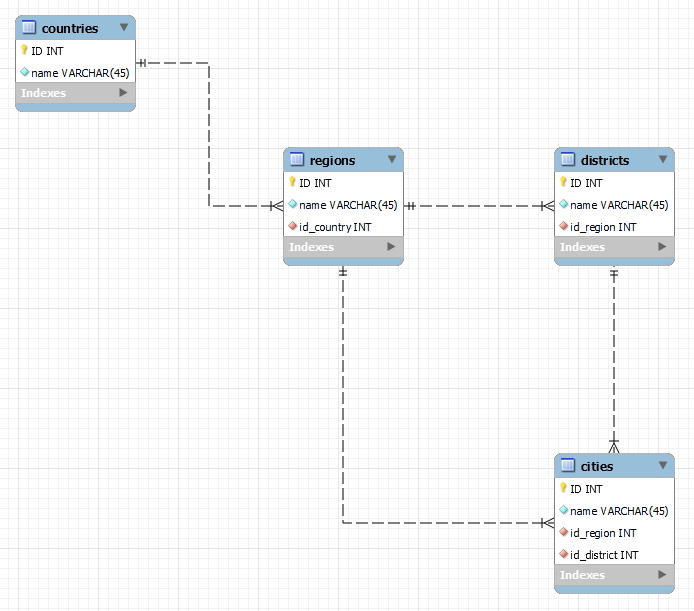 countries
ID INT
name VARCHAR(45)
Indexes
regions
ID INT
name VARCHAR(45)
id_country INT
Indexes
districts
ID INT
name VARCHAR(45)
id_region INT
Indexes
cities
ID INT
name VARCHAR(45)
id_region INT
id_district INT
Indexes